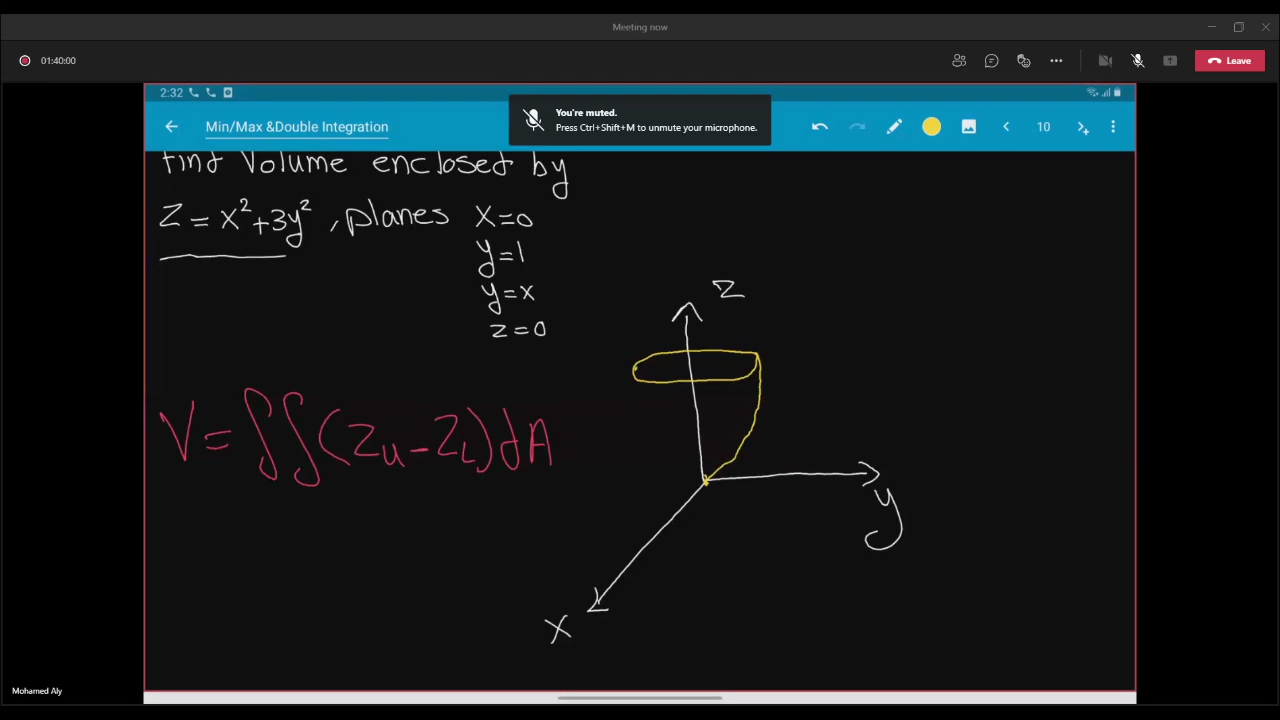 Meeting now
01:40:00
Leave
2:32
You're muted.
Press Ctrl+Shift+M to unmute your microphone.
Min/Max &Double Integration
10
Find Volume enclosed by
Z = x² + 3y² , planes x=0
y=1
y=x
z=0
Z
V = ∬(Zu - ZL)dA
y
X
Mohamed Aly